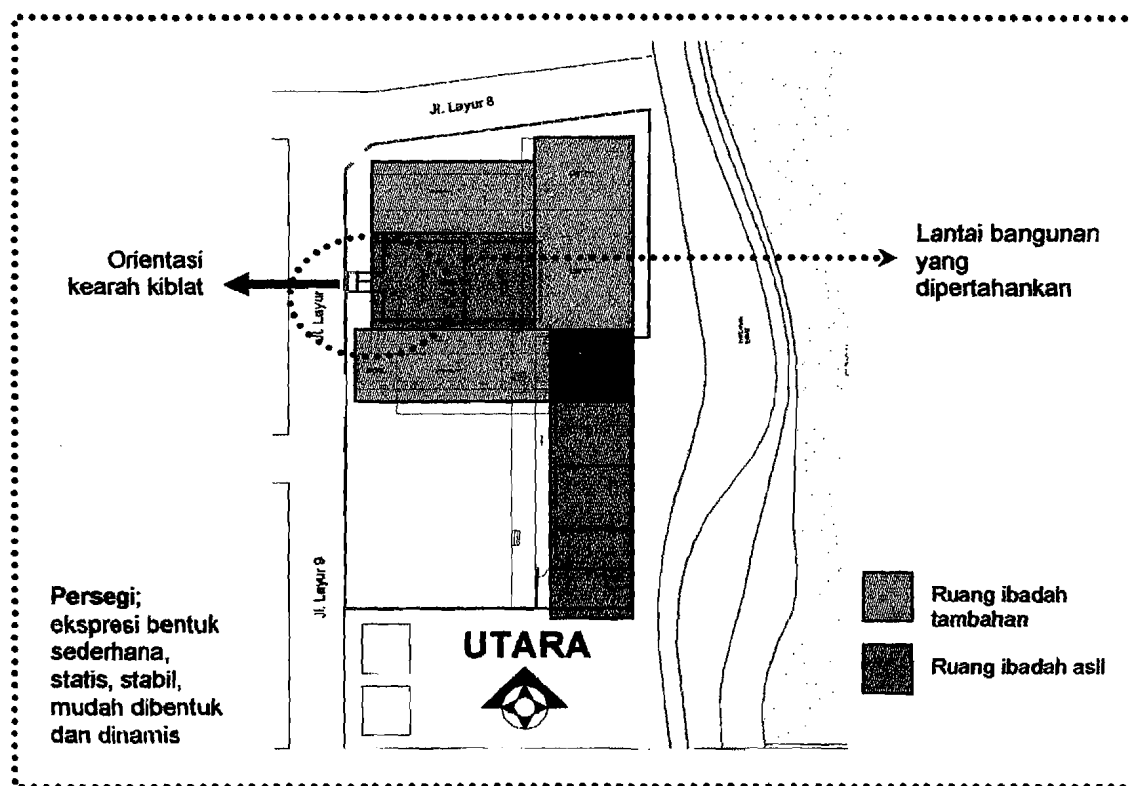 Jl. Layur 8
Orientasi
kearah kiblat
Jl. Layur
Lantai bangunan
yang
dipertahankan
Jl. Layur 9
Persegi;
ekspresi bentuk
sederhana,
statis, stabil,
mudah dibentuk
dan dinamis
UTARA
Ruang ibadah
tambahan
Ruang ibadah asli